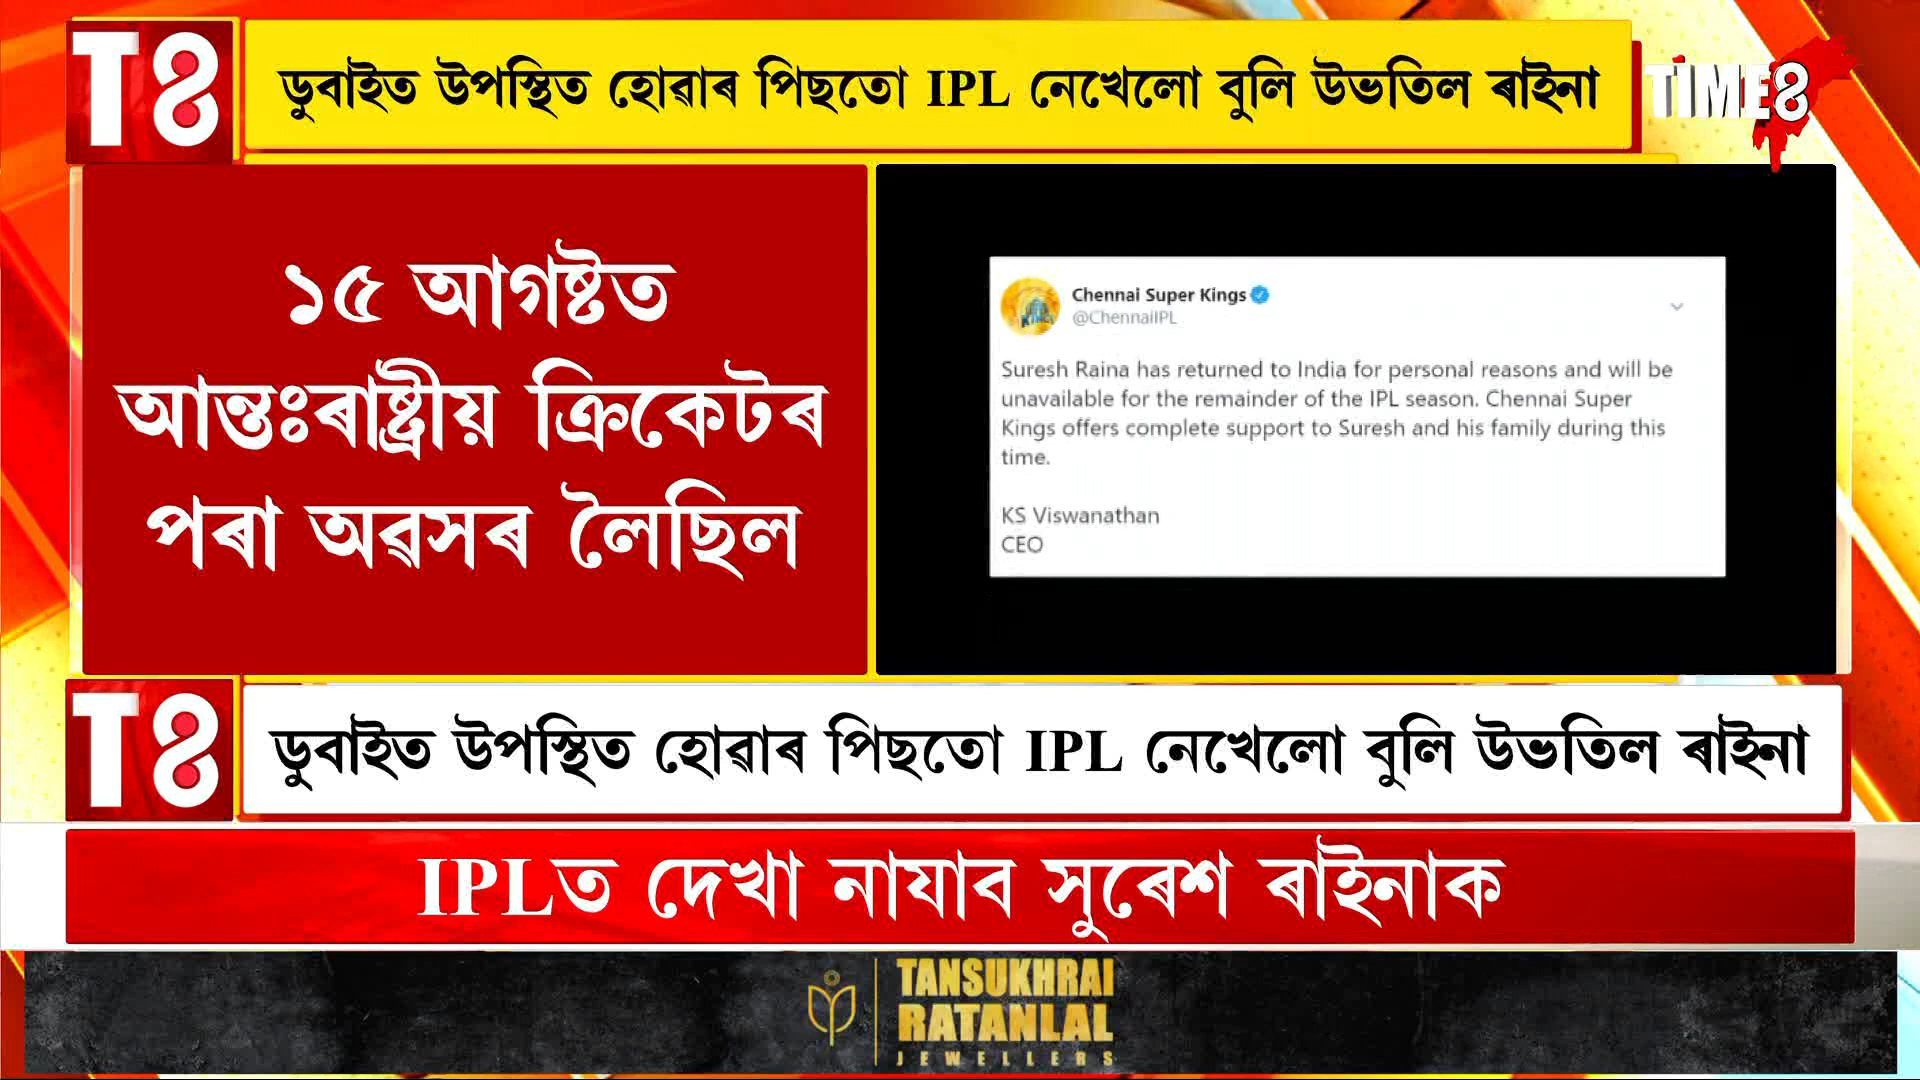 T8
ডুবাইত উপস্থিত হোৱাৰ পিছতো IPL নেখেলো বুলি উভতিল ৰাইনা
TIME8
১৫ আগষ্টত
আন্তঃৰাষ্ট্ৰীয় ক্ৰিকেটৰ
পৰা অৱসৰ লৈছিল
Chennai Super Kings
@ChennaiIPL
Suresh Raina has returned to India for personal reasons and will be
unavailable for the remainder of the IPL season. Chennai Super
Kings offers complete support to Suresh and his family during this
time.
KS Viswanathan
CEO
T8
ডুবাইত উপস্থিত হোৱাৰ পিছতো IPL নেখেলো বুলি উভতিল ৰাইনা
IPLত দেখা নাযাব সুৰেশ ৰাইনাক
TANSUKHRAI
RATANLAL
JEWELLERS